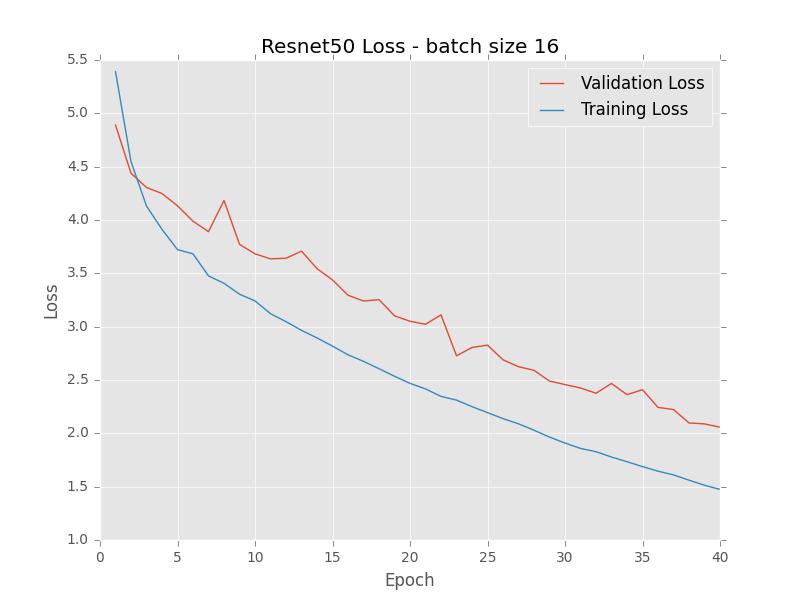 Resnet50 Loss - batch size 16
Validation Loss
Training Loss
5.5
5.0
4.5
4.0
3.5
3.0
2.5
2.0
1.5
1.0
Loss
0 5 10 15 20 25 30 35 40
Epoch